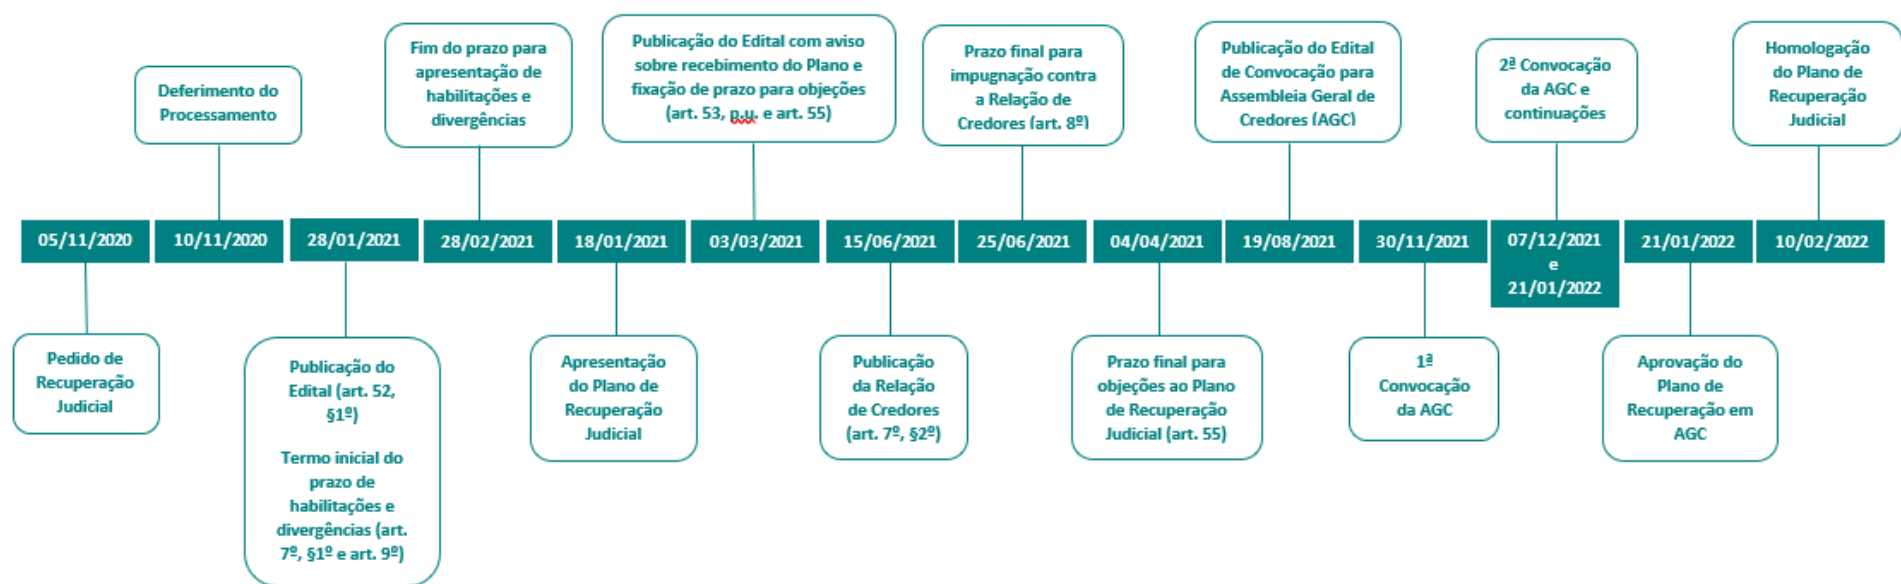 Deferimento do
Processamento
Fim do prazo para
apresentação de
habilitações e
divergências
Publicação do Edital com aviso
sobre recebimento do Plano e
fixação de prazo para objeções
(art. 53, p.u. e art. 55)
Prazo final para
impugnação contra
a Relação de
Credores (art. 8º)
Publicação do Edital
de Convocação para
Assembleia Geral de
Credores (AGC)
2ª Convocação
da AGC e
continuações
Homologação
do Plano de
Recuperação
Judicial
05/11/2020
10/11/2020
28/01/2021
28/02/2021
18/01/2021
03/03/2021
15/06/2021
25/06/2021
04/04/2021
19/08/2021
30/11/2021
07/12/2021
e
21/01/2022
21/01/2022
10/02/2022
Pedido de
Recuperação
Judicial
Publicação do
Edital (art. 52,
§1º)
Termo inicial do
prazo de
habilitações e
divergências (art.
7º, §1º e art. 9º)
Apresentação
do Plano de
Recuperação
Judicial
Publicação
da Relação
de Credores
(art. 7º, §2º)
Prazo final para
objeções ao Plano
de Recuperação
Judicial (art. 55)
1ª
Convocação
da AGC
Aprovação do
Plano de
Recuperação em
AGC